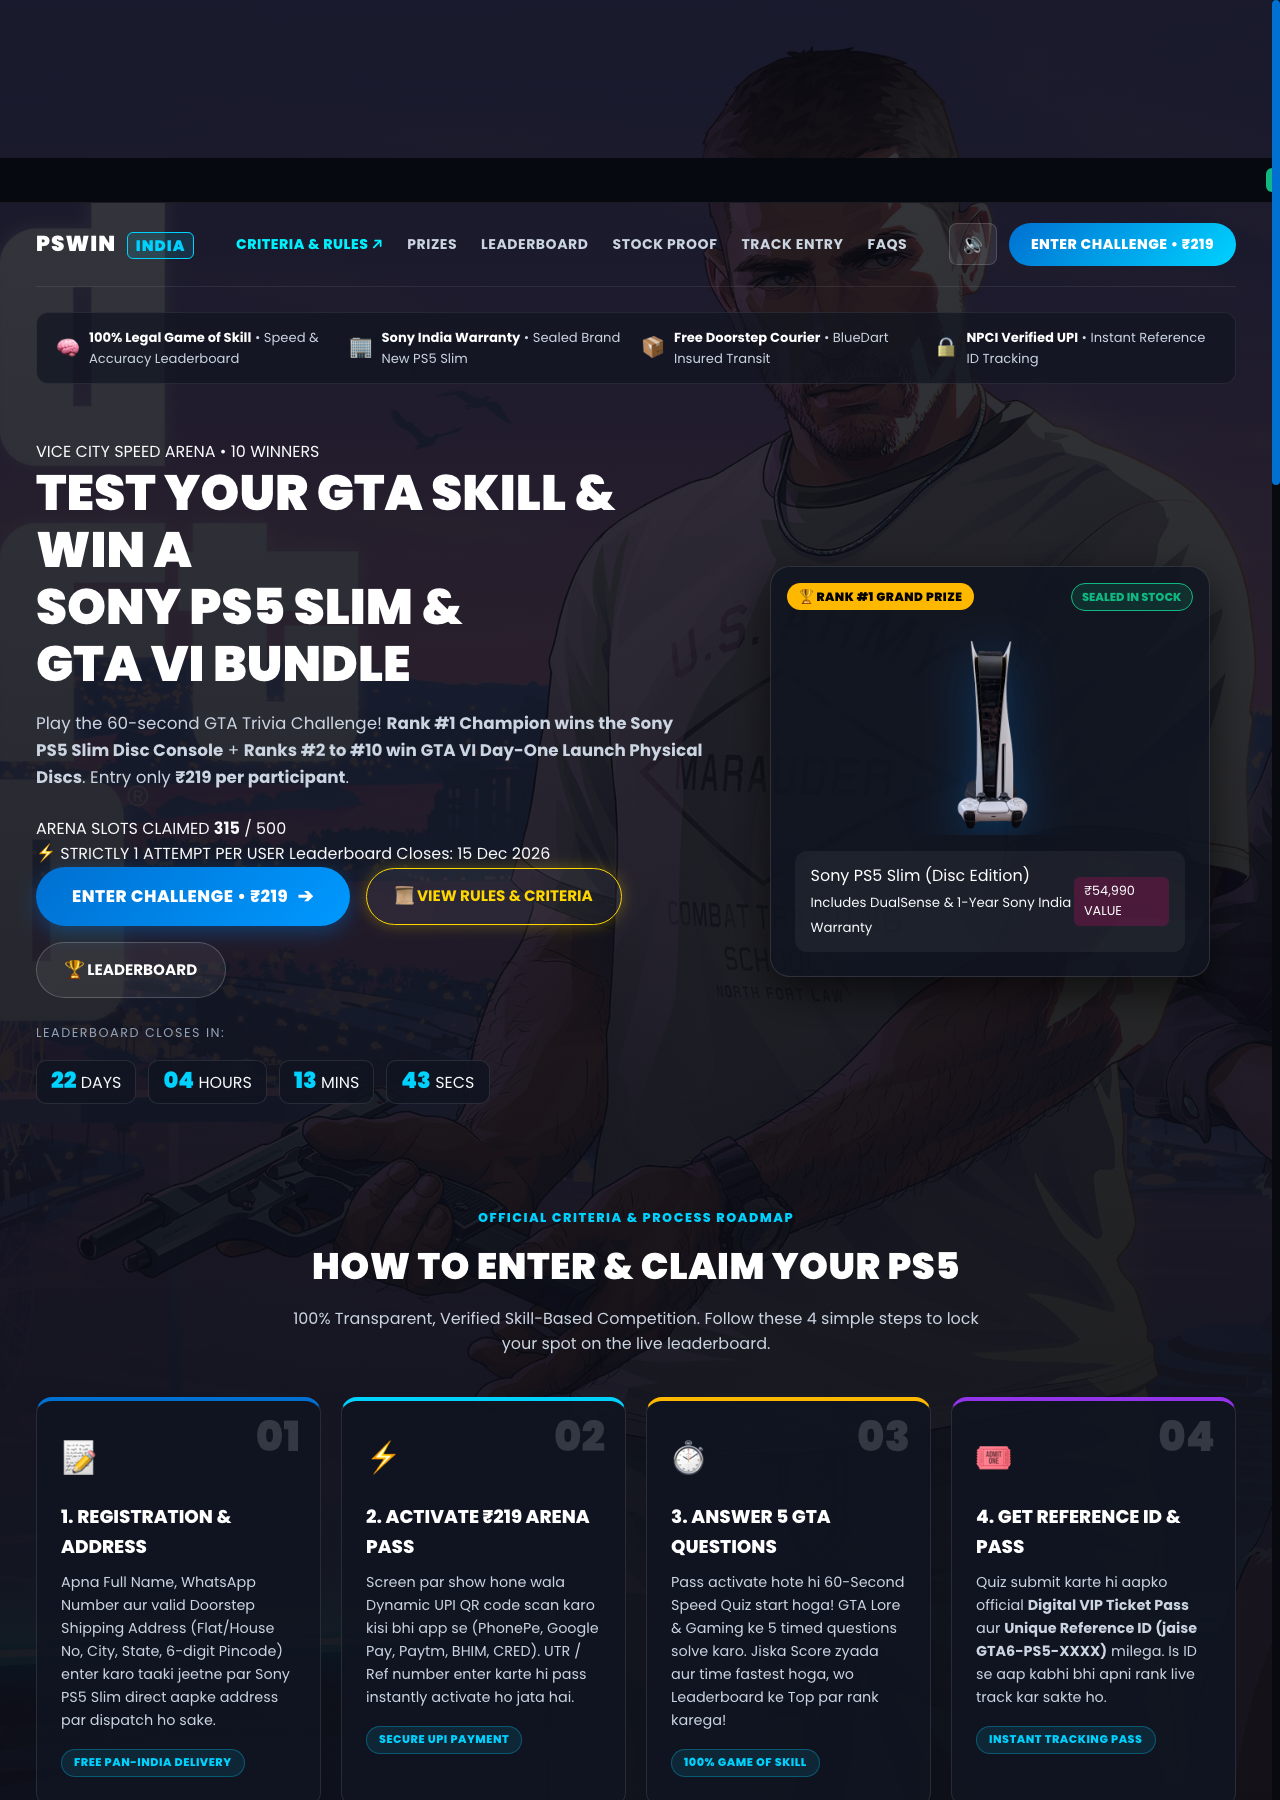 PSWIN INDIA
CRITERIA & RULES ↗ PRIZES LEADERBOARD STOCK PROOF TRACK ENTRY FAQS
ENTER CHALLENGE • ₹219
100% Legal Game of Skill • Speed &
Accuracy Leaderboard
Sony India Warranty • Sealed Brand
New PS5 Slim
Free Doorstep Courier • BlueDart
Insured Transit
NPCI Verified UPI • Instant Reference
ID Tracking
VICE CITY SPEED ARENA • 10 WINNERS
TEST YOUR GTA SKILL &
WIN A
SONY PS5 SLIM &
GTA VI BUNDLE
Play the 60-second GTA Trivia Challenge! Rank #1 Champion wins the Sony
PS5 Slim Disc Console + Ranks #2 to #10 win GTA VI Day-One Launch Physical
Discs. Entry only ₹219 per participant.
ARENA SLOTS CLAIMED 315 / 500
⚡ STRICTLY 1 ATTEMPT PER USER Leaderboard Closes: 15 Dec 2026
ENTER CHALLENGE • ₹219 ➔
VIEW RULES & CRITERIA
🏆 LEADERBOARD
LEADERBOARD CLOSES IN:
22 DAYS
04 HOURS
13 MINS
43 SECS
🏆 RANK #1 GRAND PRIZE
SEALED IN STOCK
U.S.
MARAUDER
COMBAT
SCH
NORTH FORT LAW
®
Sony PS5 Slim (Disc Edition)
Includes DualSense & 1-Year Sony India
Warranty
₹54,990
VALUE
OFFICIAL CRITERIA & PROCESS ROADMAP
HOW TO ENTER & CLAIM YOUR PS5
100% Transparent, Verified Skill-Based Competition. Follow these 4 simple steps to lock
your spot on the live leaderboard.
01
1. REGISTRATION &
ADDRESS
Apna Full Name, WhatsApp
Number aur valid Doorstep
Shipping Address (Flat/House
No, City, State, 6-digit Pincode)
enter karo taaki jeetne par Sony
PS5 Slim direct aapke address
par dispatch ho sake.
FREE PAN-INDIA DELIVERY
02
2. ACTIVATE ₹219 ARENA
PASS
Screen par show hone wala
Dynamic UPI QR code scan karo
kisi bhi app se (PhonePe, Google
Pay, Paytm, BHIM, CRED). UTR /
Ref number enter karte hi pass
instantly activate ho jata hai.
SECURE UPI PAYMENT
03
3. ANSWER 5 GTA
QUESTIONS
Pass activate hote hi 60-Second
Speed Quiz start hoga! GTA Lore
& Gaming ke 5 timed questions
solve karo. Jiska Score zyada
aur time fastest hoga, wo
Leaderboard ke Top par rank
karega!
100% GAME OF SKILL
04
4. GET REFERENCE ID &
PASS
Quiz submit karte hi aapko
official Digital VIP Ticket Pass
aur Unique Reference ID (jaise
GTA6-PS5-XXXX) milega. Is ID
se aap kabhi bhi apni rank live
track kar sakte ho.
INSTANT TRACKING PASS